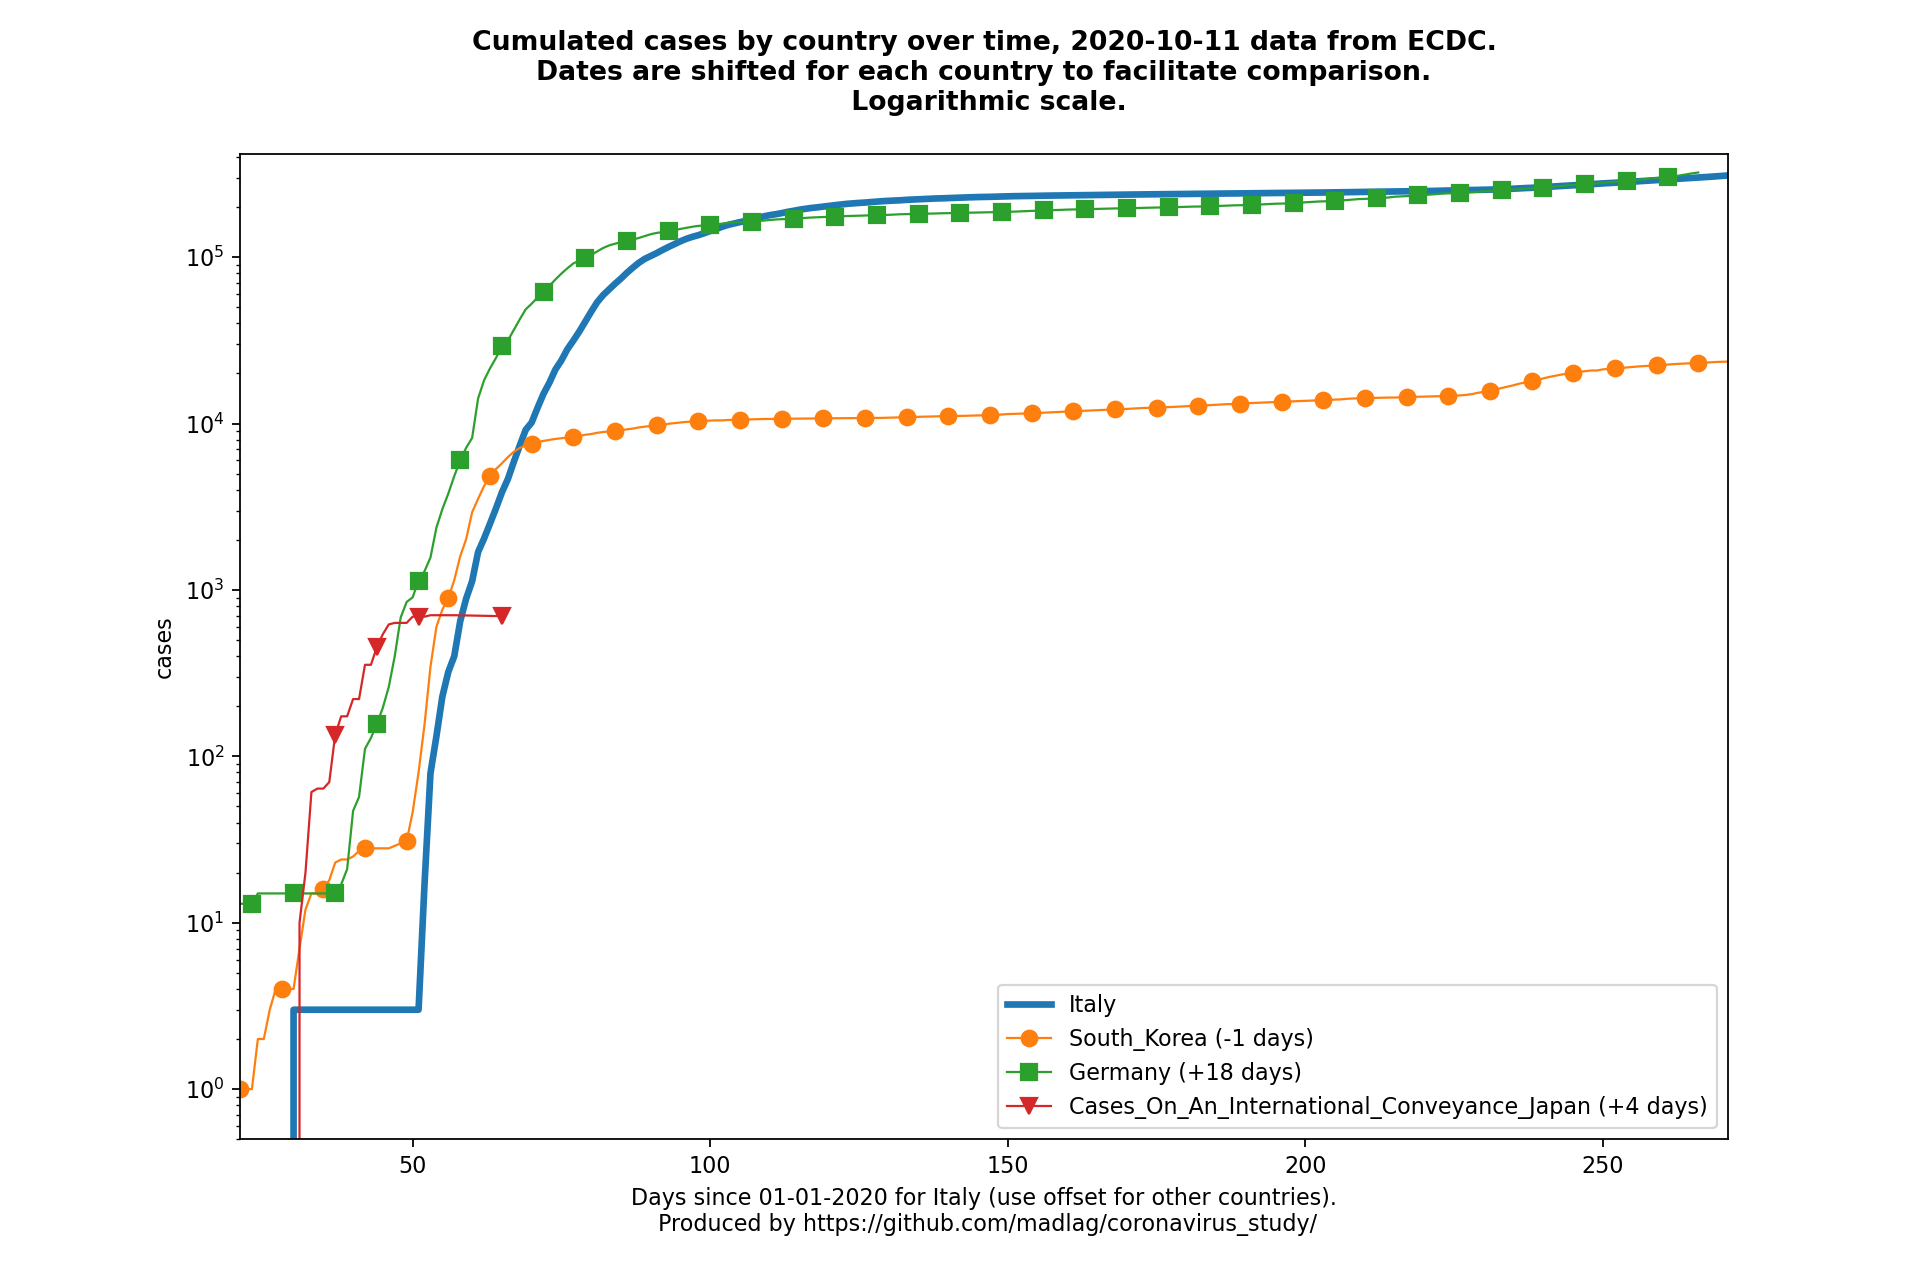 Cumulated cases by country over time, 2020-10-11 data from ECDC.
Dates are shifted for each country to facilitate comparison.
Logarithmic scale.
10^5
10^4
10^3
10^2
10^1
10^0
cases
Italy
South_Korea (-1 days)
Germany (+18 days)
Cases_On_An_International_Conveyance_Japan (+4 days)
50 100 150 200 250
Days since 01-01-2020 for Italy (use offset for other countries).
Produced by https://github.com/madlag/coronavirus_study/